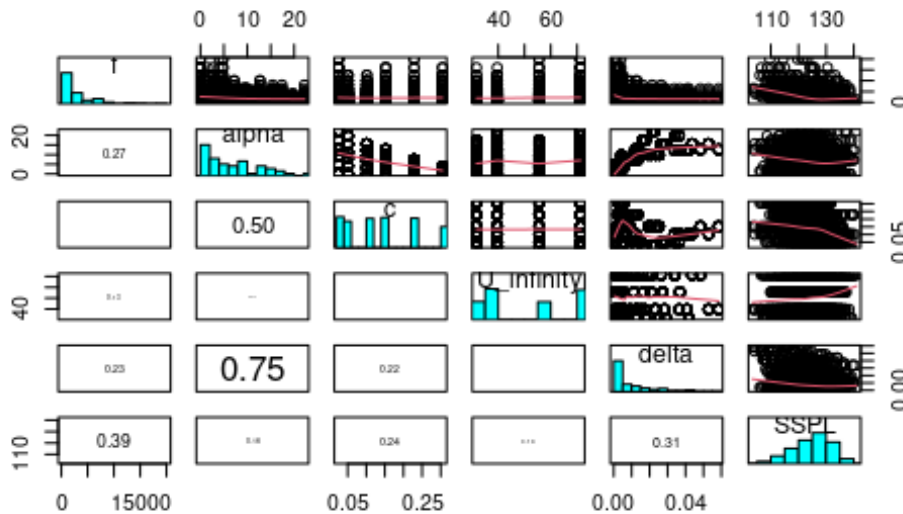 0 10 20 40 60 110 130
f
0
0 20
0.27 alpha
0.50 c 0.05
40 U_infinity
0.23 0.75 0.22 delta 0.00
110 0.39 0.24 0.31 SSPL
0 15000 0.05 0.25 0.00 0.04